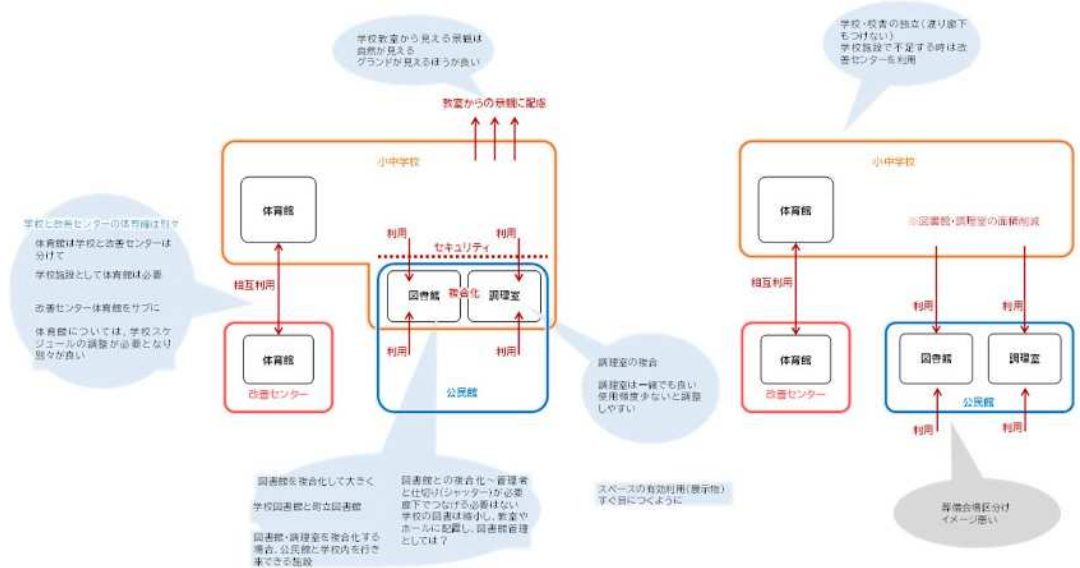 学校教室から見える景観は
自然が見える
グランドが見えるほうが良い
教室からの景観に配慮
小中学校
体育館
学校と改善センターの体育館は別々
体育館は学校と改善センターは
分けて
学校施設として体育館は必要
改善センター体育館をサブに
体育館については、学校スケ
ジュールの調整が必要となり
別々が良い
相互利用
体育館
改善センター
利用
利用
セキュリティ
図書館
複合化
調理室
利用
利用
公民館
調理室の複合
調理室は一緒でも良い
使用頻度少ないと調整
しやすい
図書館を複合化して大きく
学校図書館と町立図書館
図書館・調理室を複合化する
場合、公民館と学校内を行き
来できる施設
図書館との複合化~管理者
と仕切り(シャッター)が必要
廊下でつなげる必要はない
学校の図書は縮小し、教室や
ホールに配置し、図書館管理
としては?
スペースの有効利用(展示物)
すぐ目につくように
学校・校舎の独立(渡り廊下
もつけない)
学校施設で不足する時は改
善センターを利用
小中学校
体育館
※図書館・調理室の面積削減
相互利用
利用
利用
体育館
改善センター
図書館
調理室
公民館
利用
利用
葬儀会場区分け
イメージ悪い